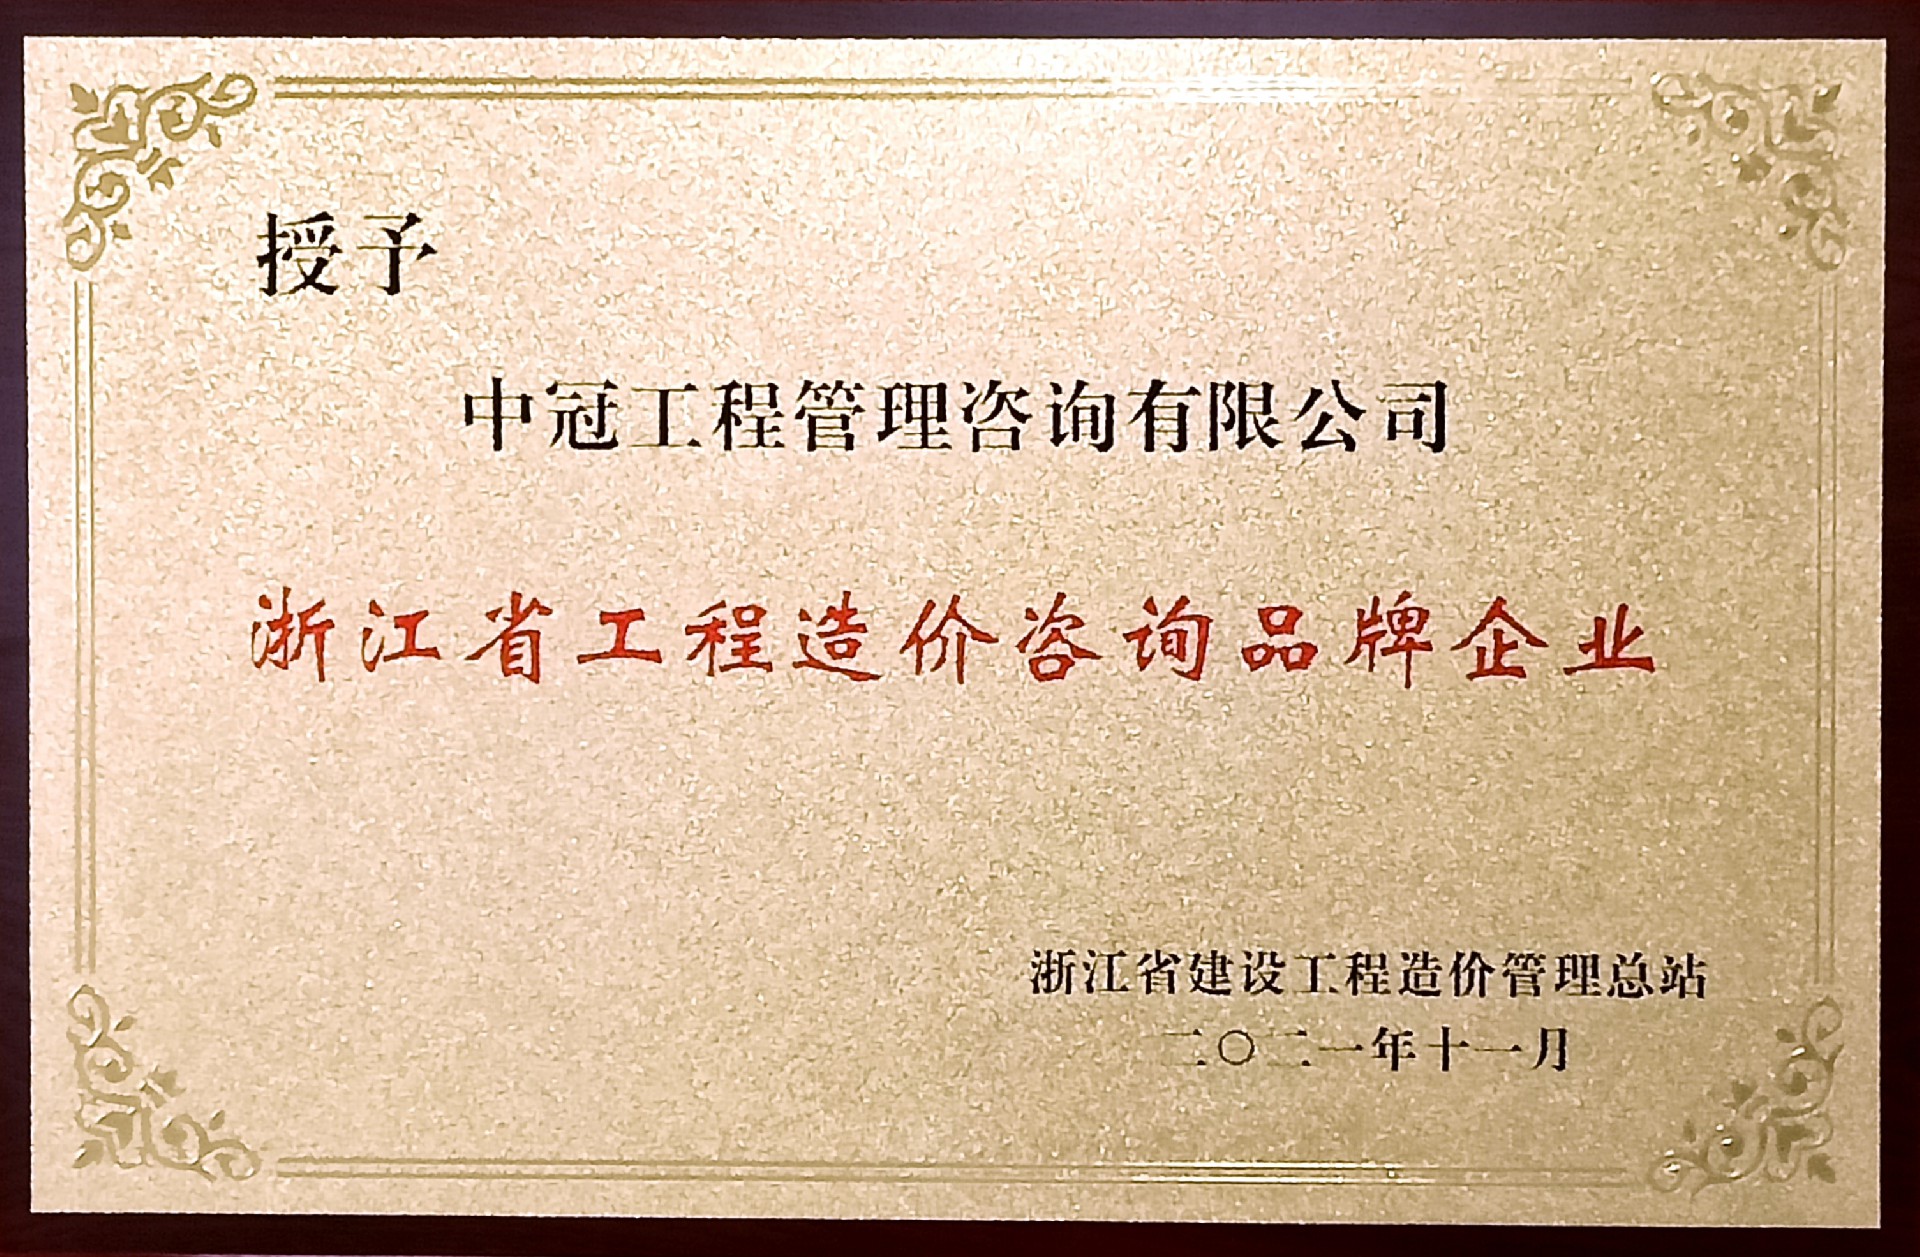 授予
中冠工程管理咨询有限公司
浙江省工程造价咨询品牌企业
浙江省建设工程造价管理总站
二〇二一年十一月